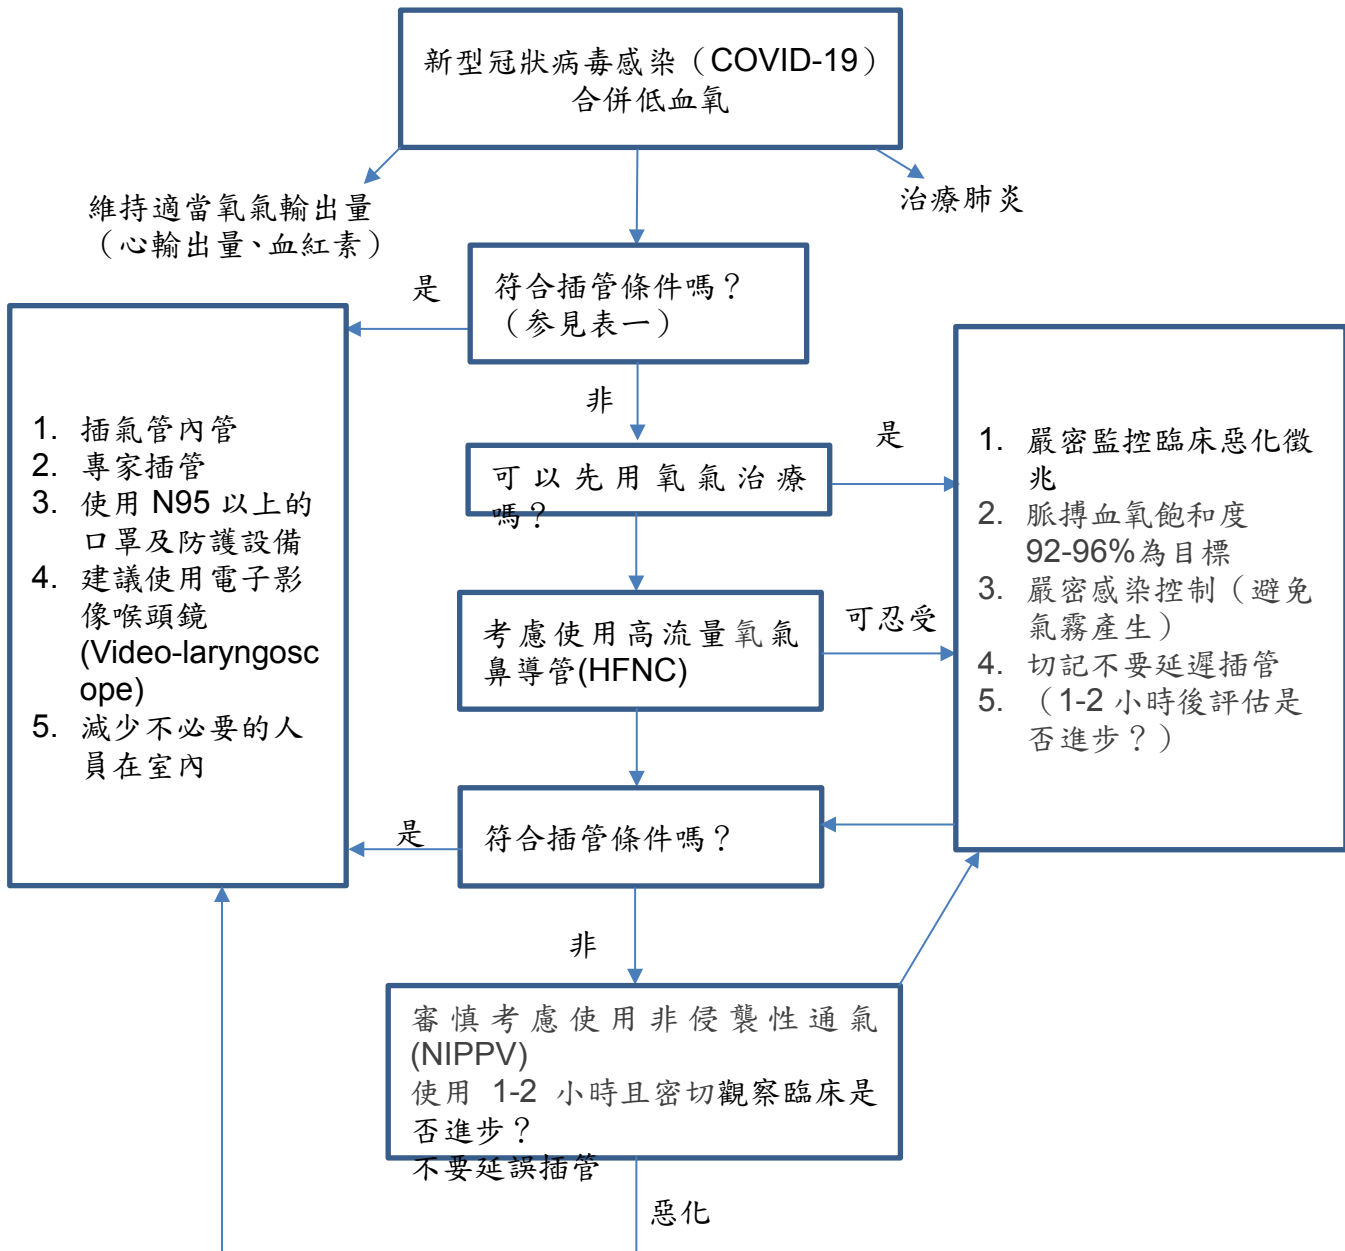 新型冠狀病毒感染（COVID-19）
合併低血氧
維持適當氧氣輸出量
（心輸出量、血紅素）
治療肺炎
是
符合插管條件嗎？
（參見表一）
非
1. 插氣管內管
2. 專家插管
3. 使用 N95 以上的
口罩及防護設備
4. 建議使用電子影
像喉頭鏡
(Video-laryngosc
ope)
5. 減少不必要的人
員在室內
可以先用氧氣治療
嗎？
是
考慮使用高流量氧氣
鼻導管(HFNC)
可忍受
1. 嚴密監控臨床惡化徵
兆
2. 脈搏血氧飽和度
92-96%為目標
3. 嚴密感染控制（避免
氣霧產生）
4. 切記不要延遲插管
5. （1-2 小時後評估是
否進步？）
是
符合插管條件嗎？
非
審慎考慮使用非侵襲性通氣
(NIPPV)
使用 1-2 小時且密切觀察臨床是
否進步？
不要延誤插管
惡化